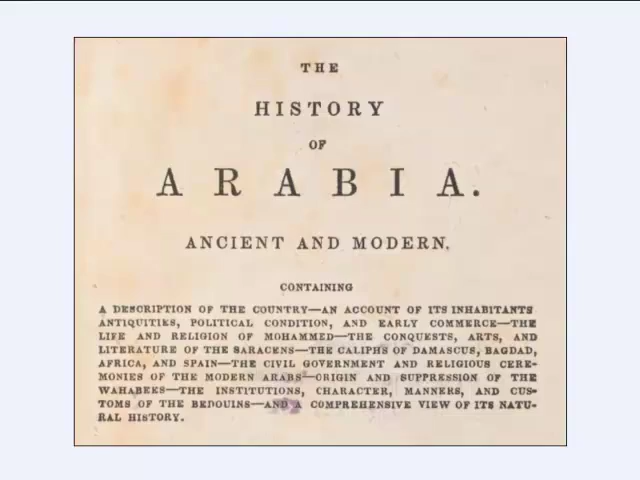 THE
HISTORY
OF
ARABIA.
ANCIENT AND MODERN.
CONTAINING
A DESCRIPTION OF THE COUNTRY—AN ACCOUNT OF ITS INHABITANTS
ANTIQUITIES, POLITICAL CONDITION, AND EARLY COMMERCE—THE
LIFE AND RELIGION OF MOHAMMED—THE CONQUESTS, ARTS, AND
LITERATURE OF THE SARACENS—THE CALIPHS OF DAMASCUS, BAGDAD,
AFRICA, AND SPAIN—THE CIVIL GOVERNMENT AND RELIGIOUS CERE-
MONIES OF THE MODERN ARABS—ORIGIN AND SUPPRESSION OF THE
WAHABEES—THE INSTITUTIONS, CHARACTER, MANNERS, AND CUS-
TOMS OF THE BEDOUINS—AND A COMPREHENSIVE VIEW OF ITS NATU-
RAL HISTORY.